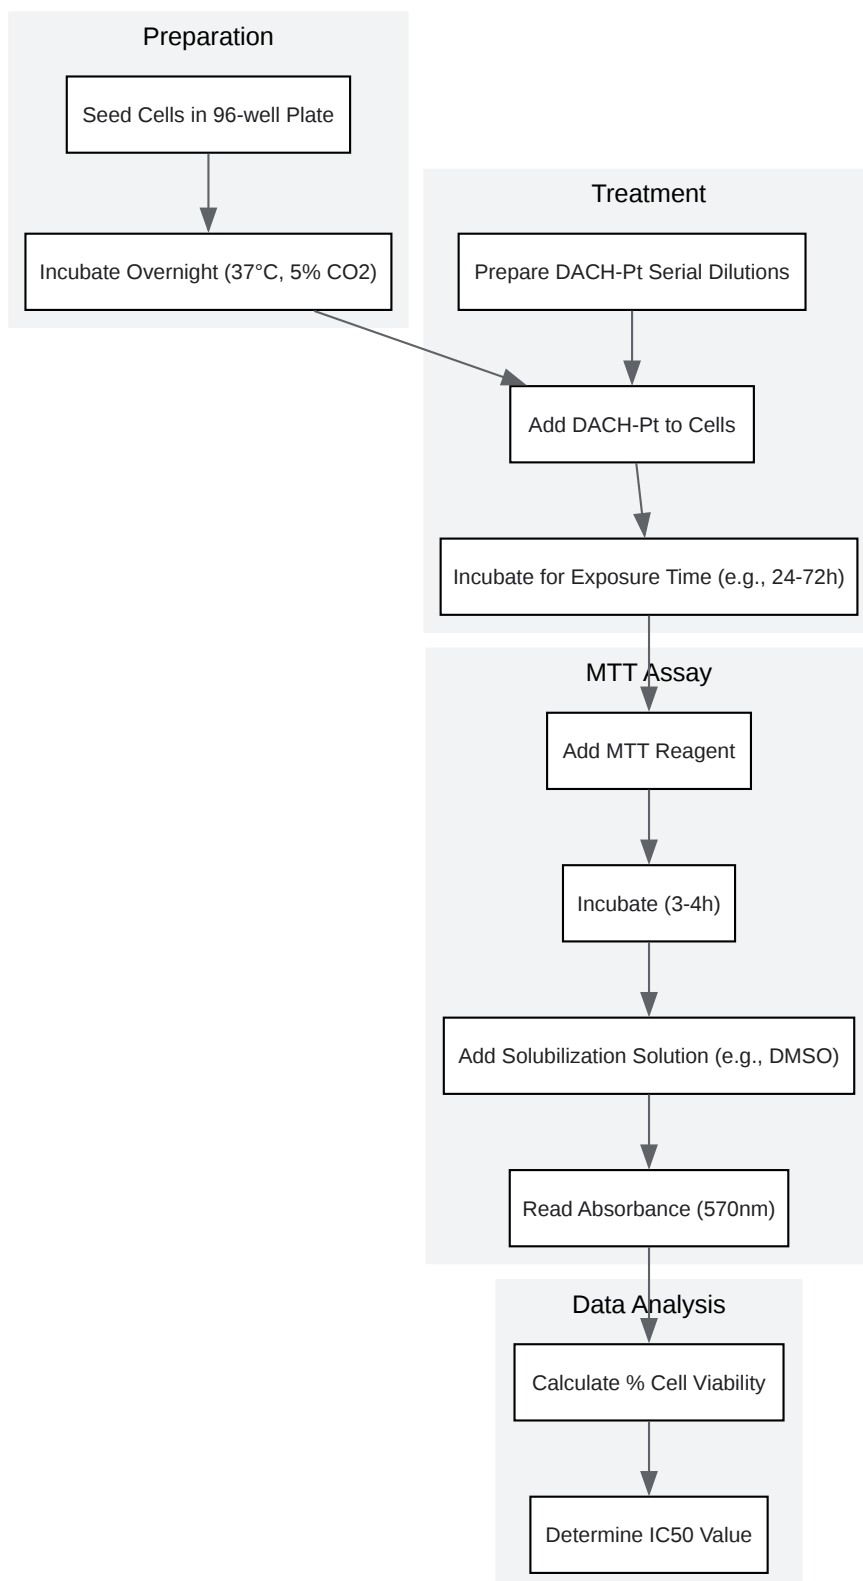 Preparation
Seed Cells in 96-well Plate
Incubate Overnight (37°C, 5% CO2)
Treatment
Prepare DACH-Pt Serial Dilutions
Add DACH-Pt to Cells
Incubate for Exposure Time (e.g., 24-72h)
MTT Assay
Add MTT Reagent
Incubate (3-4h)
Add Solubilization Solution (e.g., DMSO)
Read Absorbance (570nm)
Data Analysis
Calculate % Cell Viability
Determine IC50 Value